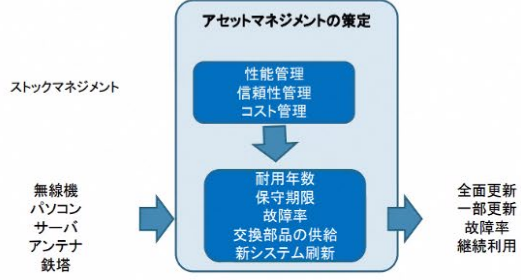 アセットマネジメントの策定
ストックマネジメント
性能管理
信頼性管理
コスト管理
無線機
パソコン
サーバ
アンテナ
鉄塔
耐用年数
保守期限
故障率
交換部品の供給
新システム刷新
全面更新
一部更新
故障率
継続利用